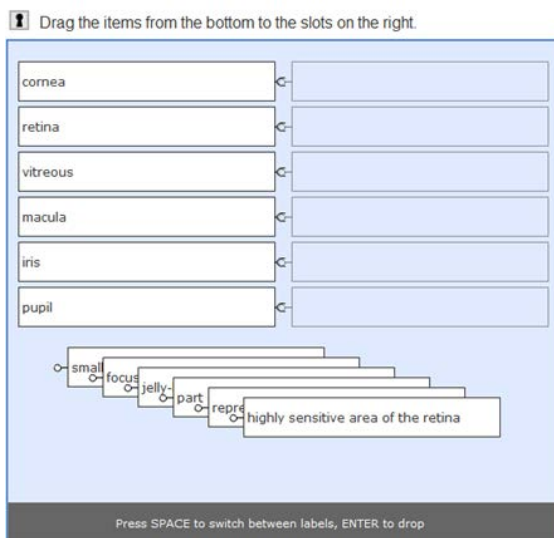 Drag the items from the bottom to the slots on the right.
cornea
retina
vitreous
macula
iris
pupil
small
focus
jelly-
part
repre
highly sensitive area of the retina
Press SPACE to switch between labels, ENTER to drop